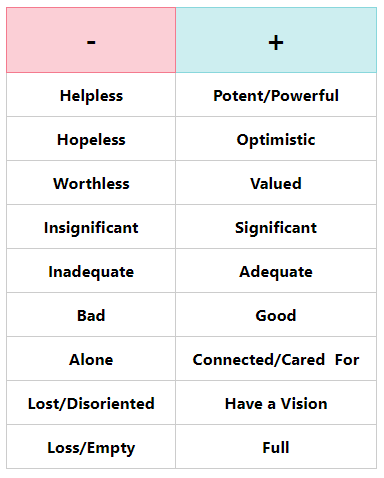 - +
Helpless Potent/Powerful
Hopeless Optimistic
Worthless Valued
Insignificant Significant
Inadequate Adequate
Bad Good
Alone Connected/Cared For
Lost/Disoriented Have a Vision
Loss/Empty Full